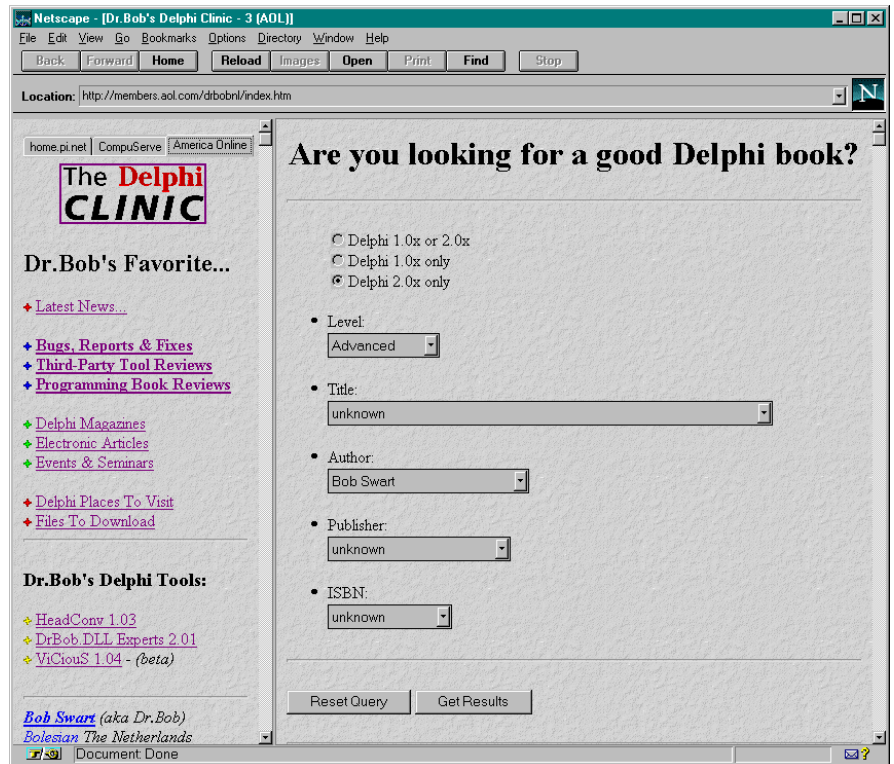 Netscape - [Dr.Bob's Delphi Clinic - 3 (AOL)]
File Edit View Go Bookmarks Options Directory Window Help
Back Forward Home Reload Images Open Print Find Stop
Location: http://members.aol.com/drbobnl/index.htm
N
home.pi.net CompuServe America Online
The Delphi
CLINIC
Dr.Bob's Favorite...
Latest News...
Bugs, Reports & Fixes
Third-Party Tool Reviews
Programming Book Reviews
Delphi Magazines
Electronic Articles
Events & Seminars
Delphi Places To Visit
Files To Download
Dr.Bob's Delphi Tools:
HeadConv 1.03
DrBob.DLL Experts 2.01
ViCiouS 1.04 - (beta)
Bob Swart (aka Dr.Bob)
Bolesian The Netherlands
Are you looking for a good Delphi book?
Delphi 1.0x or 2.0x
Delphi 1.0x only
Delphi 2.0x only
Level:
Advanced
Title:
unknown
Author:
Bob Swart
Publisher:
unknown
ISBN:
unknown
Reset Query Get Results
Document: Done
?